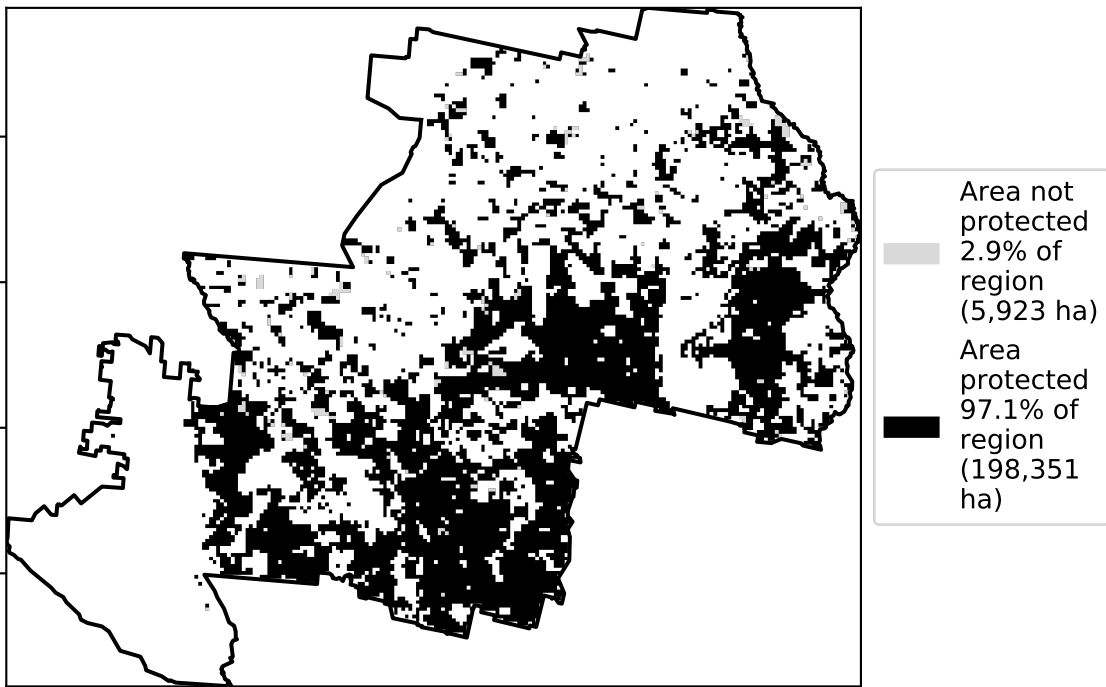 Area not
protected
2.9% of
region
(5,923 ha)
Area
protected
97.1% of
region
(198,351
ha)